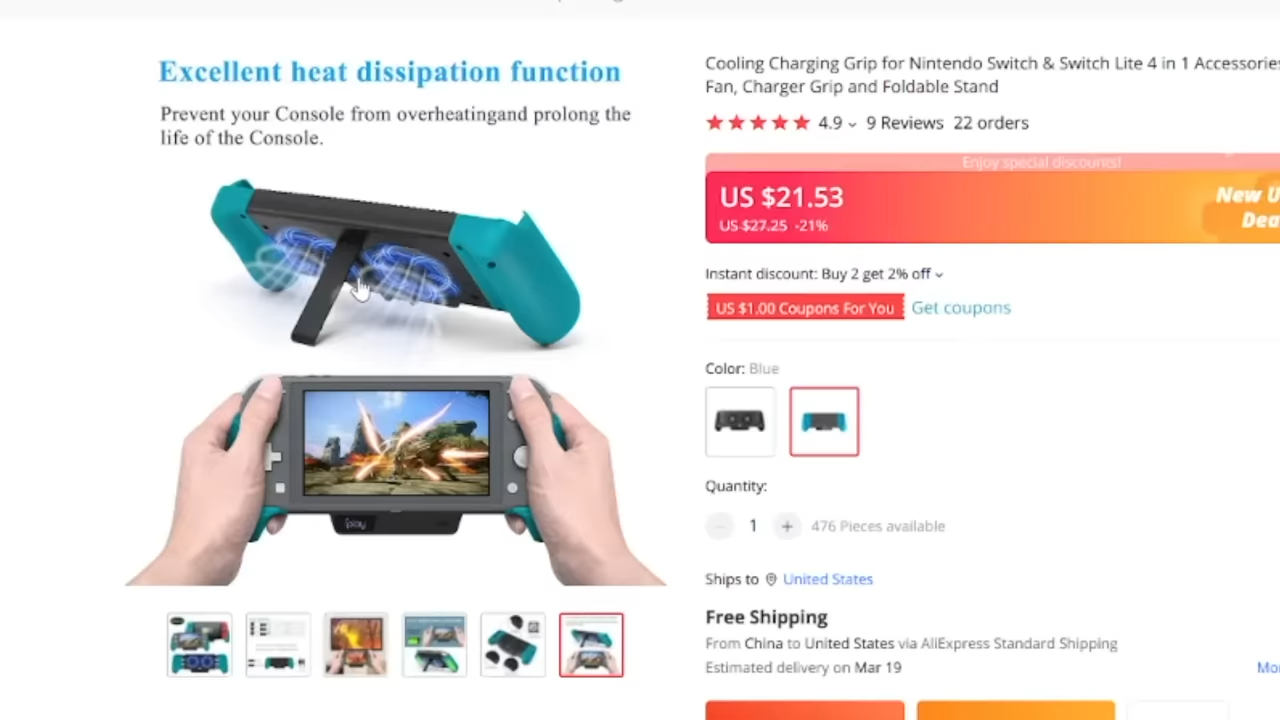 Excellent heat dissipation function
Prevent your Console from overheatingand prolong the
life of the Console.
iplay
Cooling Charging Grip for Nintendo Switch & Switch Lite 4 in 1 Accessories
Fan, Charger Grip and Foldable Stand
4.9 9 Reviews 22 orders
Enjoy special discounts!
US $21.53
US $27.25 -21%
New U
Dea
Instant discount: Buy 2 get 2% off
US $1.00 Coupons For You Get coupons
Color: Blue
Quantity:
1 + 476 Pieces available
Ships to United States
Free Shipping
From China to United States via AliExpress Standard Shipping
Estimated delivery on Mar 19
Mo